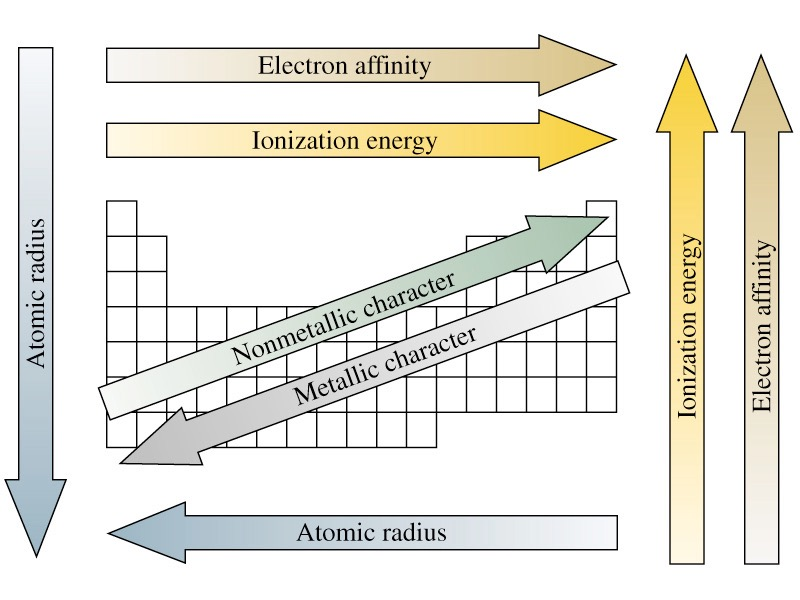 Electron affinity
Ionization energy
Atomic radius
Nonmetallic character
Metallic character
Ionization energy
Electron affinity
Atomic radius